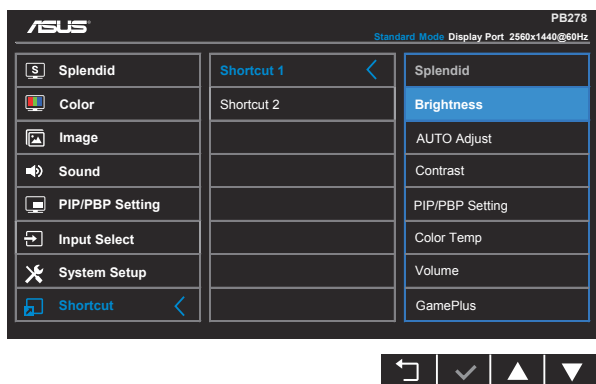 /SUS PB278
Standard Mode Display Port 2560x1440@60Hz
S Splendid
Color
Image
Sound
PIP/PBP Setting
Input Select
System Setup
Shortcut
Shortcut 1
Shortcut 2
Splendid
Brightness
AUTO Adjust
Contrast
PIP/PBP Setting
Color Temp
Volume
GamePlus